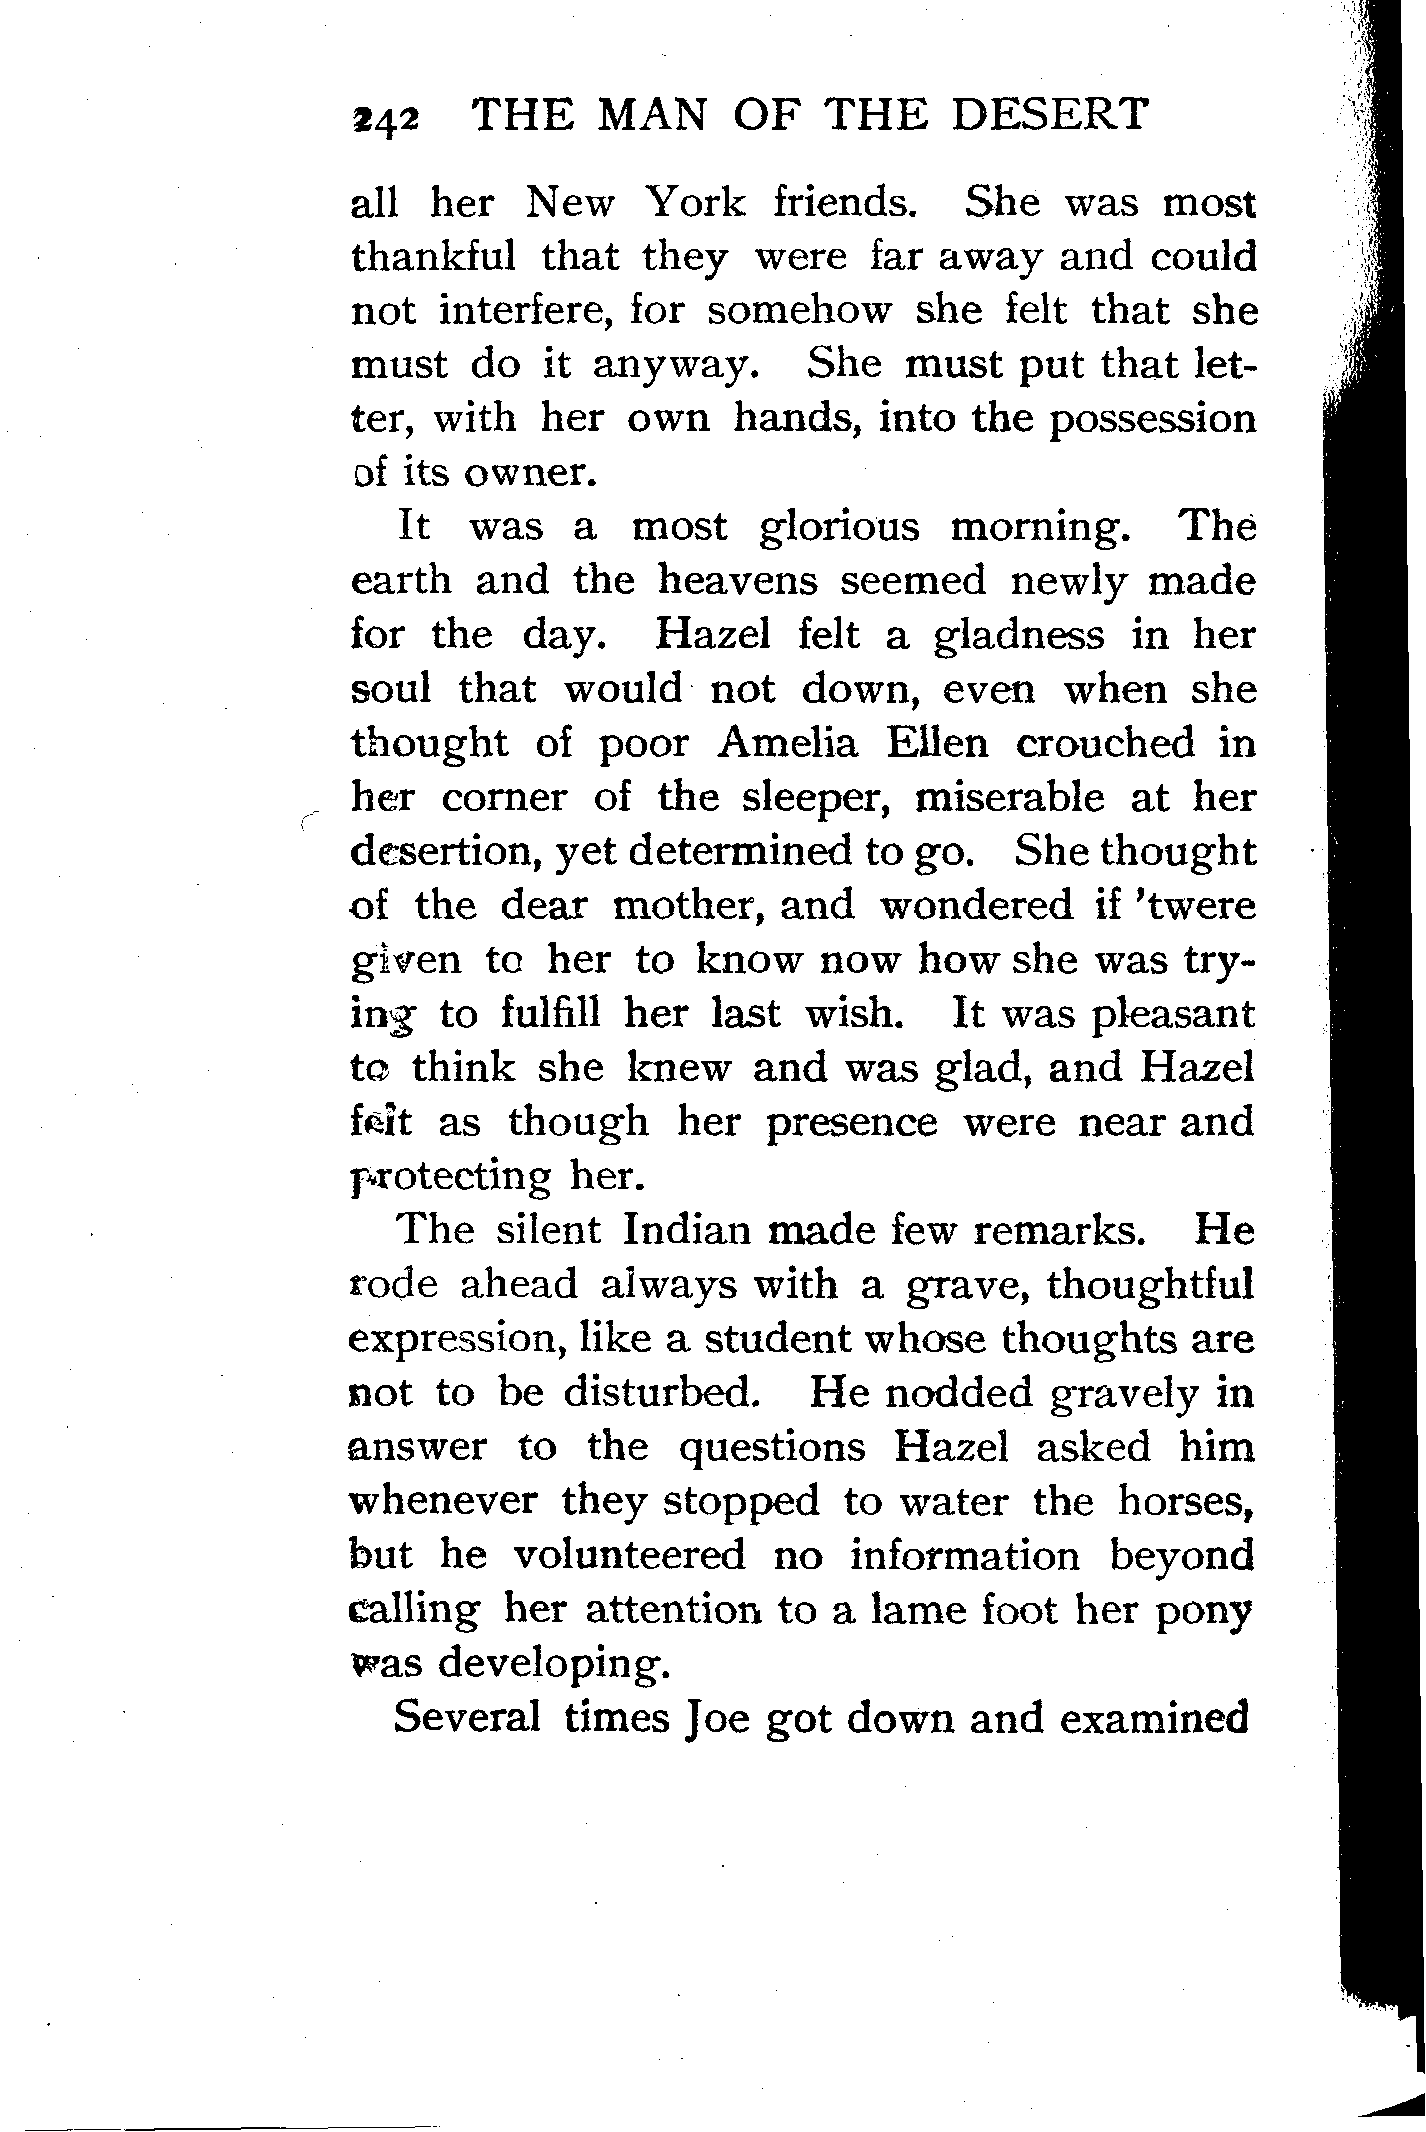 242 THE MAN OF THE DESERT
all her New York friends. She was most
thankful that they were far away and could
not interfere, for somehow she felt that she
must do it anyway. She must put that let-
ter, with her own hands, into the possession
of its owner.
It was a most glorious morning. The
earth and the heavens seemed newly made
for the day. Hazel felt a gladness in her
soul that would not down, even when she
thought of poor Amelia Ellen crouched in
her corner of the sleeper, miserable at her
desertion, yet determined to go. She thought
of the dear mother, and wondered if 'twere
given to her to know now how she was try-
ing to fulfill her last wish. It was pleasant
to think she knew and was glad, and Hazel
felt as though her presence were near and
protecting her.
The silent Indian made few remarks. He
rode ahead always with a grave, thoughtful
expression, like a student whose thoughts are
not to be disturbed. He nodded gravely in
answer to the questions Hazel asked him
whenever they stopped to water the horses,
but he volunteered no information beyond
calling her attention to a lame foot her pony
was developing.
Several times Joe got down and examined